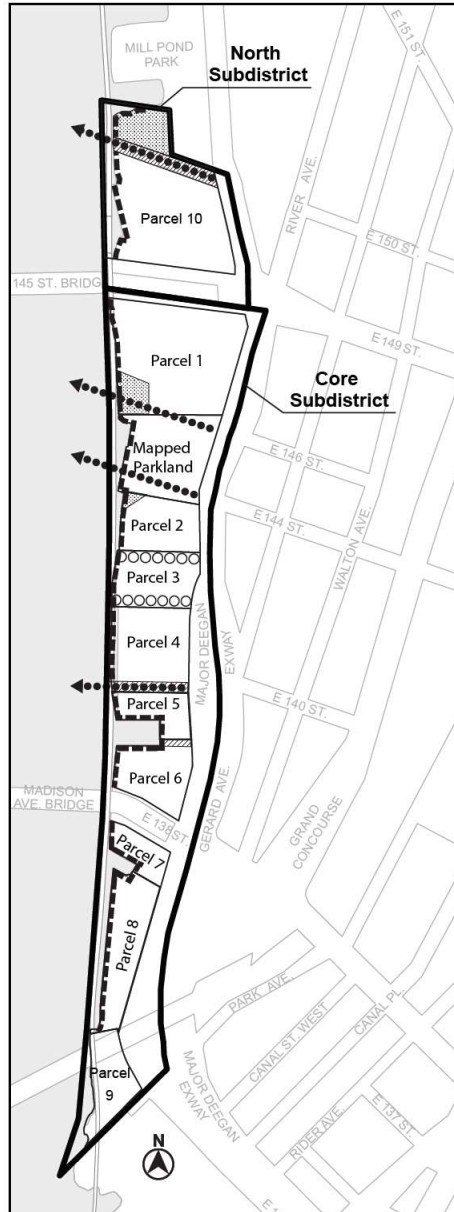 MILL POND
PARK
E 151 ST.
North
Subdistrict
RIVER AVE.
Parcel 10
E 150 ST.
145 ST. BRIDG
E 149 ST.
Parcel 1
Core
Subdistrict
Mapped
Parkland
E 146 ST.
E 144 ST.
Parcel 2
WALTON AVE.
Parcel 3
MAJOR DEEGAN
EXWAY
Parcel 4
E 140 ST.
Parcel 5
MADISON
AVE. BRIDGE
Parcel 6
E 138 ST.
GERARD AVE.
GRAND
CONCOURSE
Parcel 7
Parcel 8
PARK AVE.
CANAL ST. WEST
CANAL PL.
MAJOR DEEGAN
EXWAY
Parcel
9
RIDER AVE.
E 137 ST.
N
E 1